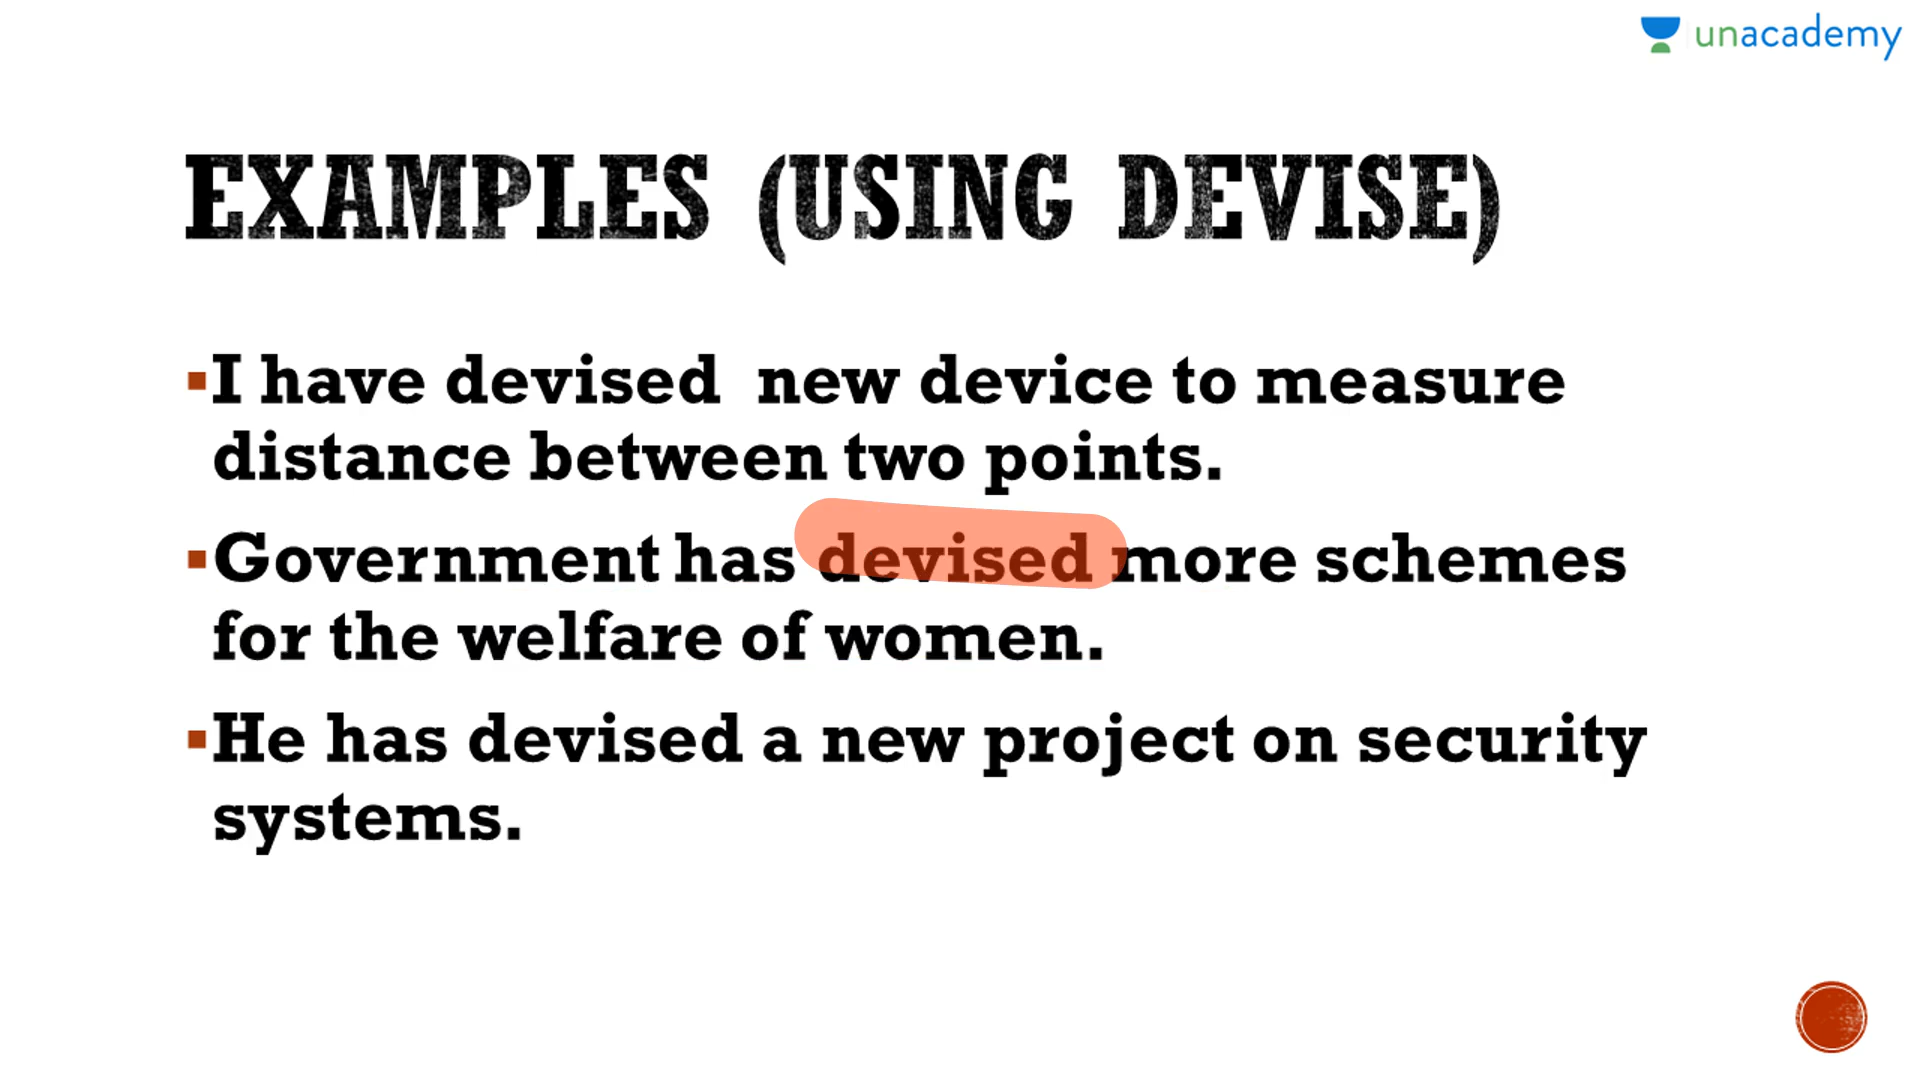 unacademy
EXAMPLES (USING DEVISE)
▪I have devised  new device to measure
distance between two points.
▪Government has devised more schemes
for the welfare of women.
▪He has devised a new project on security
systems.